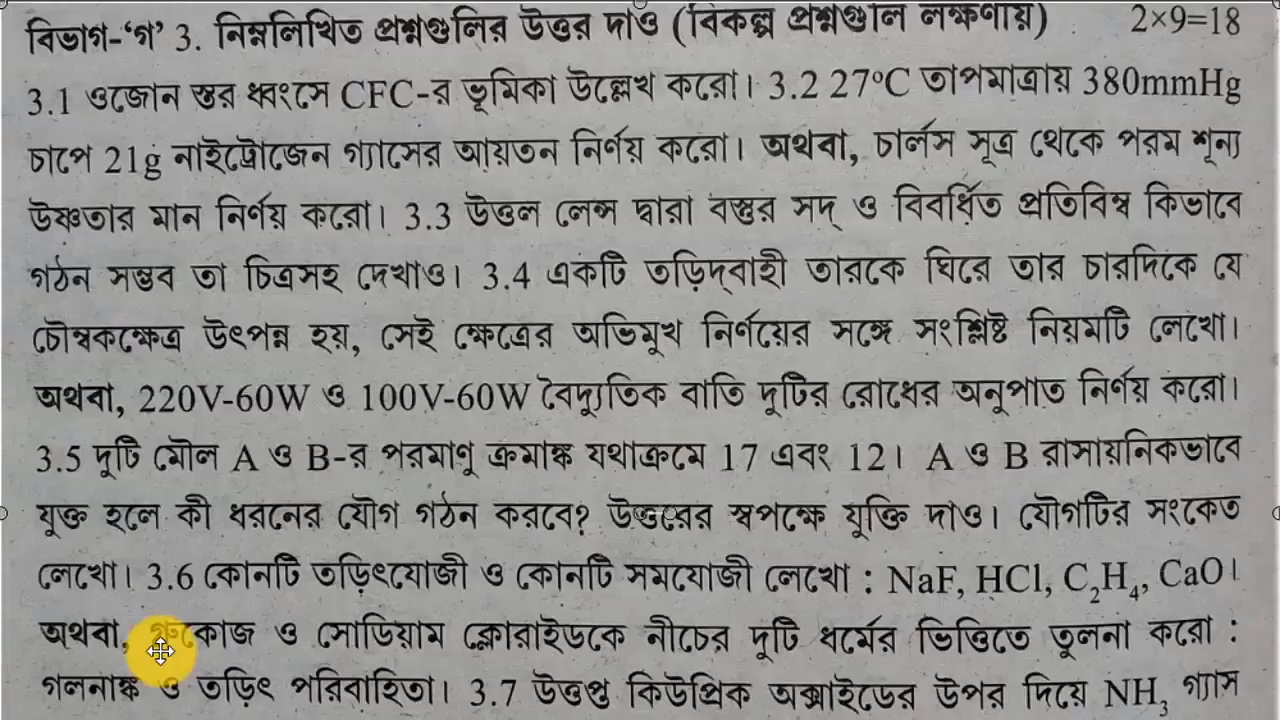 বিভাগ-‘গ’ 3. নিম্নলিখিত প্রশ্নগুলির উত্তর দাও (বিকল্প প্রশ্নগুলি লক্ষণীয়) 2×9=18
3.1 ওজোন স্তর ধ্বংসে CFC-র ভূমিকা উল্লেখ করো। 3.2 27°C তাপমাত্রায় 380mmHg
চাপে 21g নাইট্রোজেন গ্যাসের আয়তন নির্ণয় করো। অথবা, চার্লস সূত্র থেকে পরম শূন্য
উষ্ণতার মান নির্ণয় করো। 3.3 উত্তল লেন্স দ্বারা বস্তুর সদ্ ও বিবর্ধিত প্রতিবিম্ব কিভাবে
গঠন সম্ভব তা চিত্রসহ দেখাও। 3.4 একটি তড়িদ্‌বাহী তারকে ঘিরে তার চারদিকে যে
চৌম্বকক্ষেত্র উৎপন্ন হয়, সেই ক্ষেত্রের অভিমুখ নির্ণয়ের সঙ্গে সংশ্লিষ্ট নিয়মটি লেখো।
অথবা, 220V-60W ও 100V-60W বৈদ্যুতিক বাতি দুটির রোধের অনুপাত নির্ণয় করো।
3.5 দুটি মৌল A ও B-র পরমাণু ক্রমাঙ্ক যথাক্রমে 17 এবং 12। A ও B রাসায়নিকভাবে
যুক্ত হলে কী ধরনের যৌগ গঠন করবে? উত্তরের স্বপক্ষে যুক্তি দাও। যৌগটির সংকেত
লেখো। 3.6 কোনটি তড়িৎযোজী ও কোনটি সমযোজী লেখো : NaF, HCl, C₂H₄, CaO।
অথবা, গ্লুকোজ ও সোডিয়াম ক্লোরাইডকে নীচের দুটি ধর্মের ভিত্তিতে তুলনা করো :
গলনাঙ্ক ও তড়িৎ পরিবাহিতা। 3.7 উত্তপ্ত কিউপ্রিক অক্সাইডের উপর দিয়ে NH₃ গ্যাস